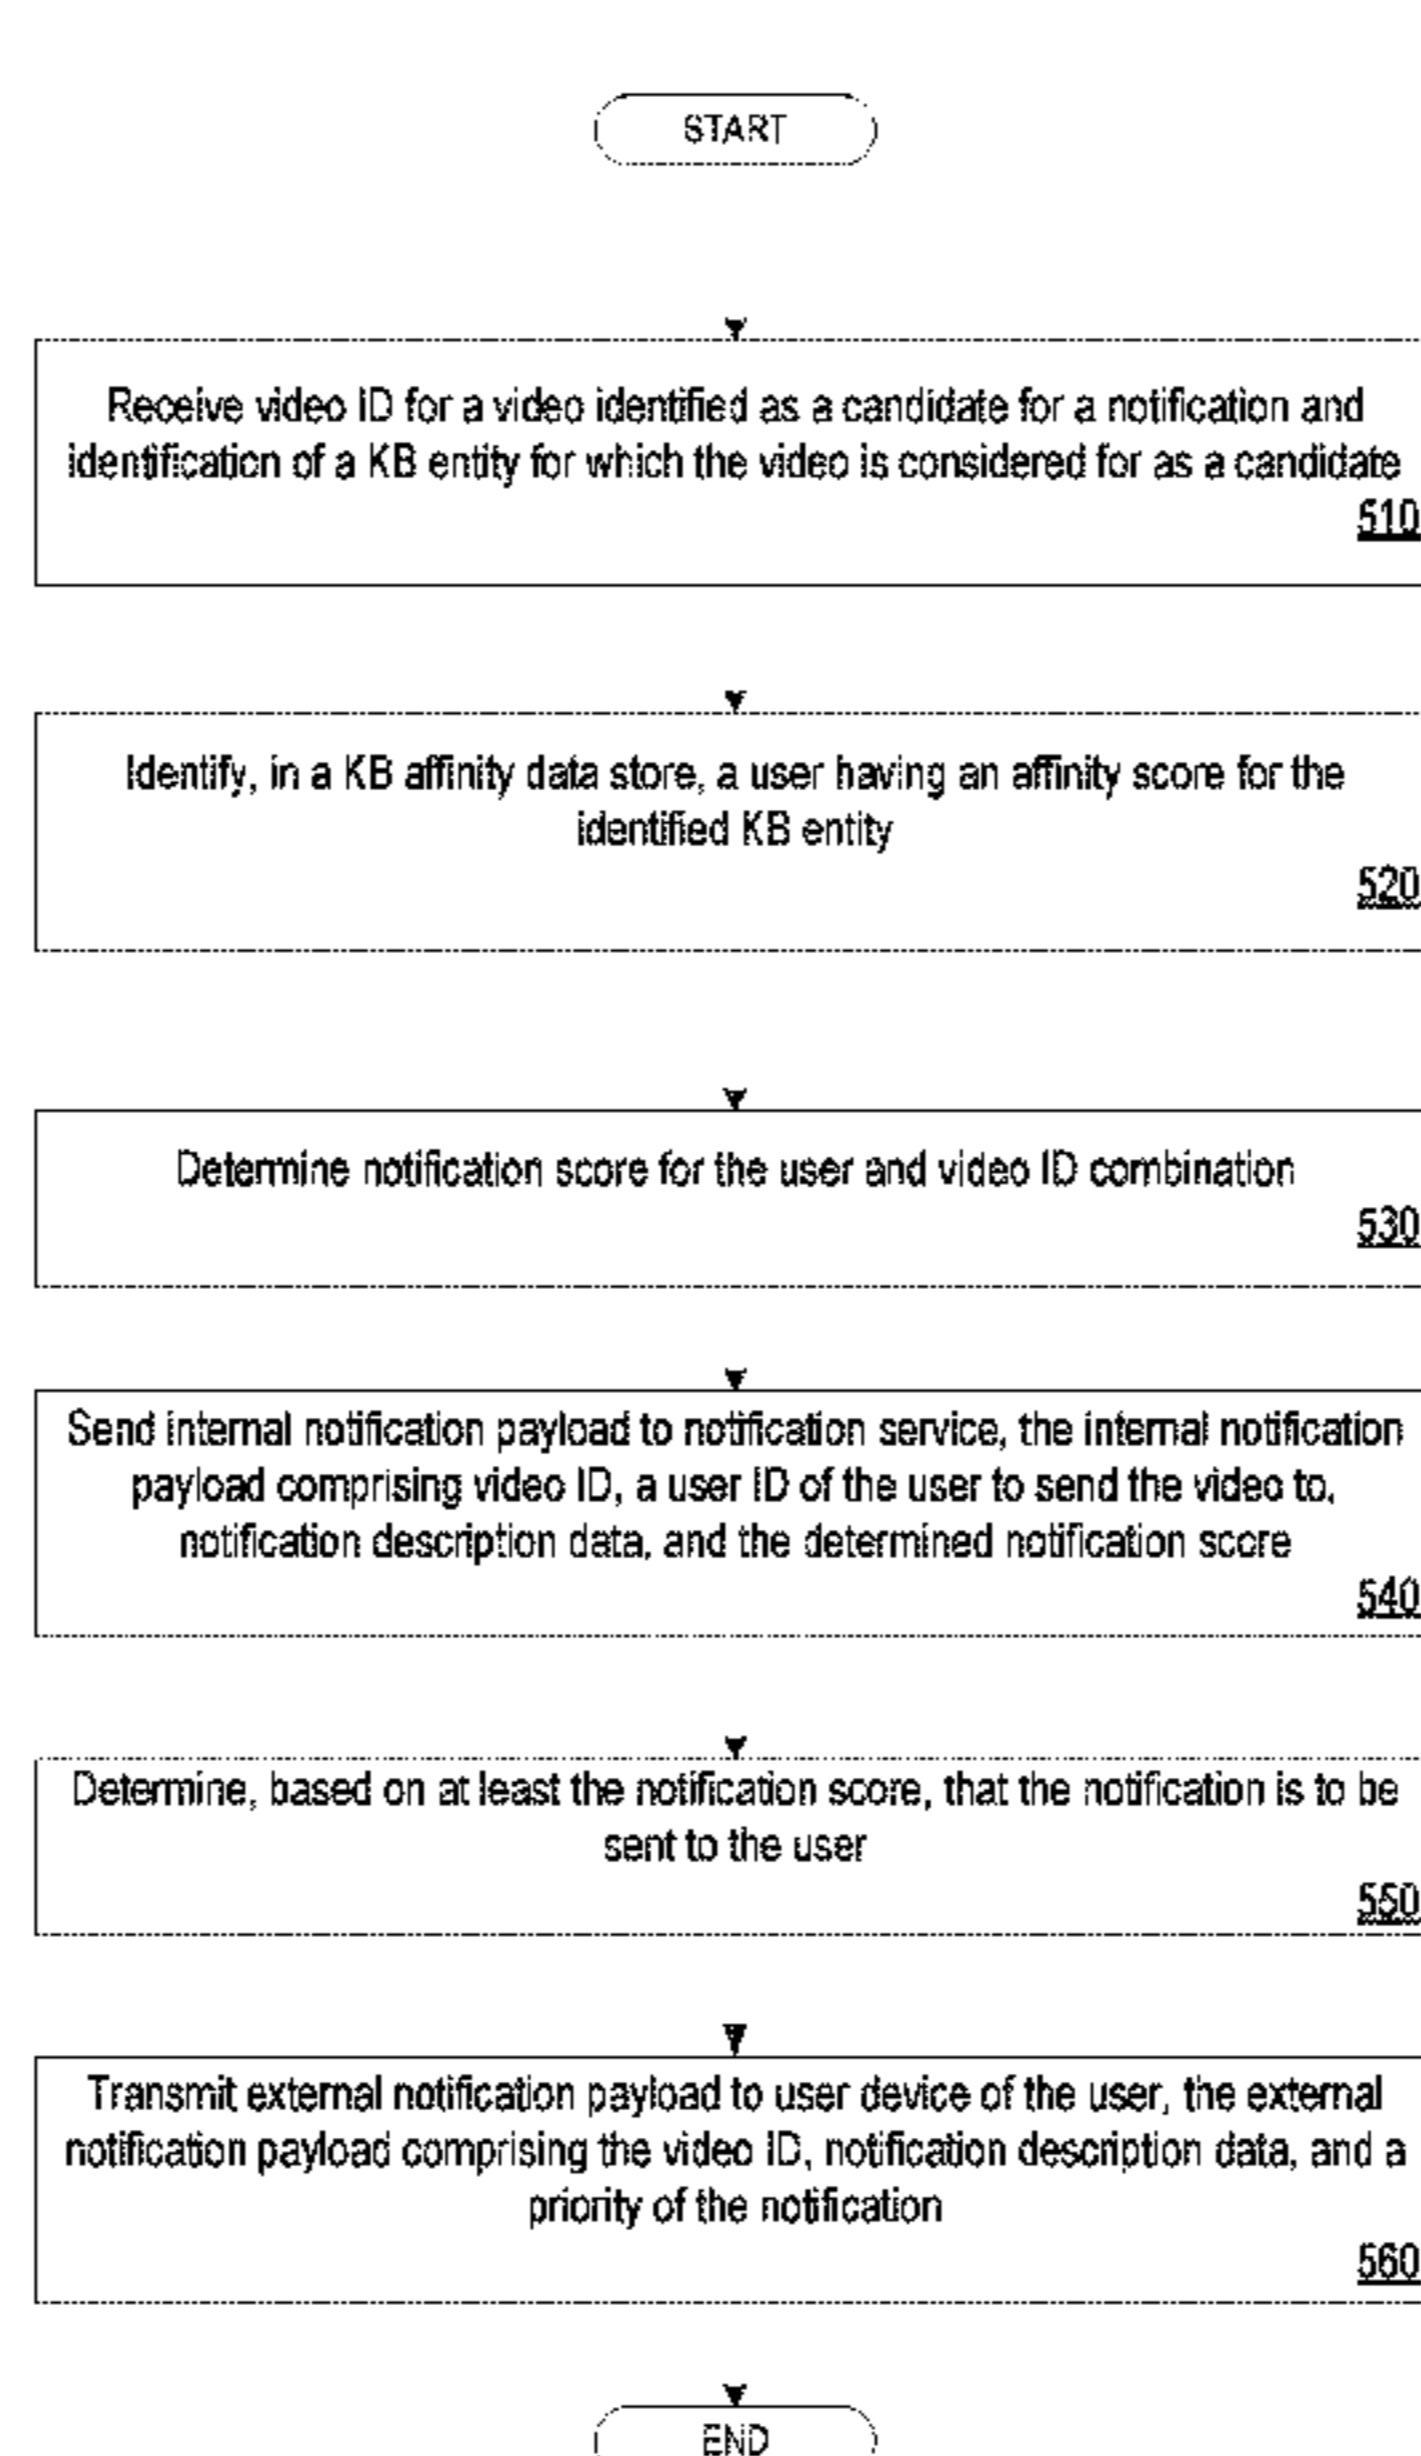 START
Receive video ID for a video identified as a candidate for a notification and
identification of a KB entity for which the video is considered for as a candidate
510
Identify, in a KB affinity data store, a user having an affinity score for the
identified KB entity
520
Determine notification score for the user and video ID combination
530
Send internal notification payload to notification service, the internal notification
payload comprising video ID, a user ID of the user to send the video to,
notification description data, and the determined notification score
540
Determine, based on at least the notification score, that the notification is to be
sent to the user
550
Transmit external notification payload to user device of the user, the external
notification payload comprising the video ID, notification description data, and a
priority of the notification
560
END